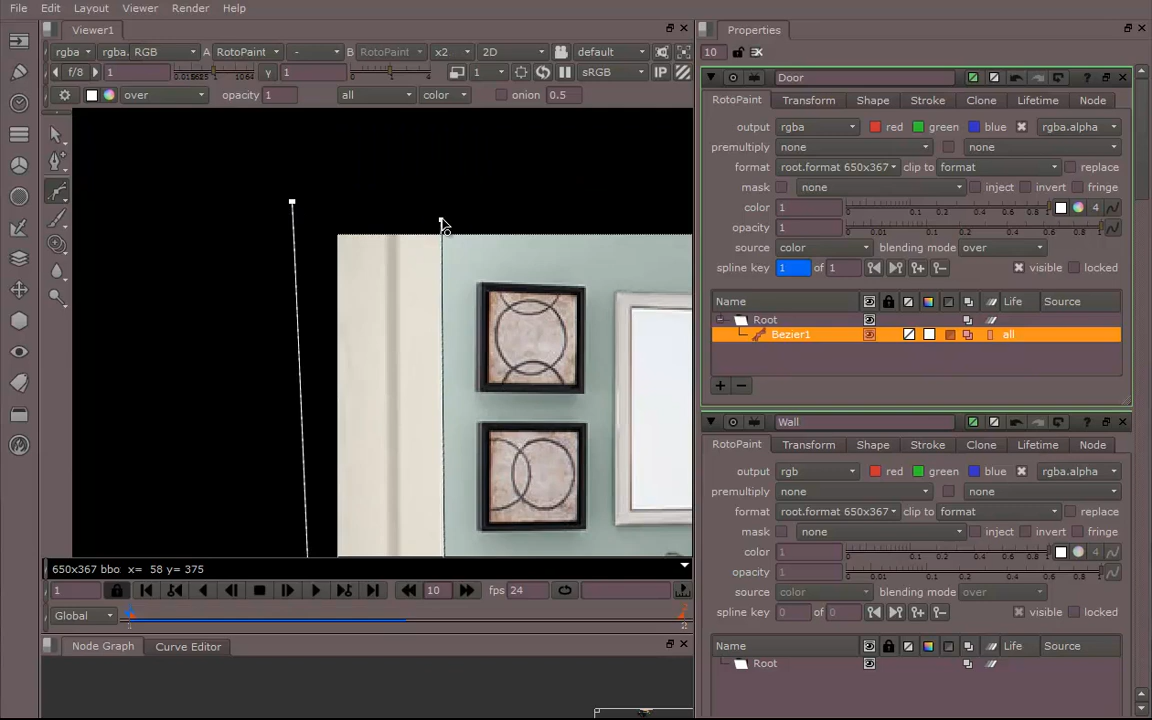 File Edit Layout Viewer Render Help
Viewer1
rgba rgba. RGB A RotoPaint - B RotoPaint x2 2D default
f/8 1 1 1 sRGB IP
over opacity 1 all color onion 0.5
650x367 bbo x= 58 y= 375
1 10 fps 24
Global 1 2
Node Graph Curve Editor
Properties
10
Door
RotoPaint Transform Shape Stroke Clone Lifetime Node
output rgba red green blue rgba.alpha
premultiply none none
format root.format 650x367 clip to format replace
mask none inject invert fringe
color 1 4
opacity 1
source color blending mode over
spline key 1 of 1 visible locked
Name Life Source
Root
Bezier1 all
Wall
RotoPaint Transform Shape Stroke Clone Lifetime Node
output rgb red green blue rgba.alpha
premultiply none none
format root.format 650x367 clip to format replace
mask none inject invert fringe
color 1 4
opacity 1
source color blending mode over
spline key 0 of 0 visible locked
Name Life Source
Root